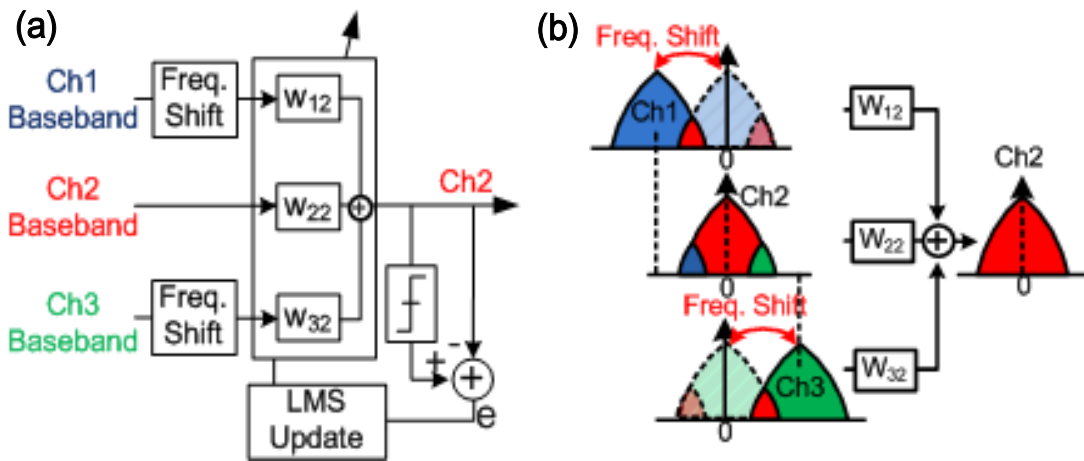 (a)
Ch1
Baseband
Freq.
Shift
W12
Ch2
Baseband
W22
Ch2
Ch3
Baseband
Freq.
Shift
W32
+
-
+
+
LMS
Update
e
(b)
Freq. Shift
Ch1
0
W12
Ch2
0
W22
+
Ch2
0
Freq. Shift
Ch3
0
W32